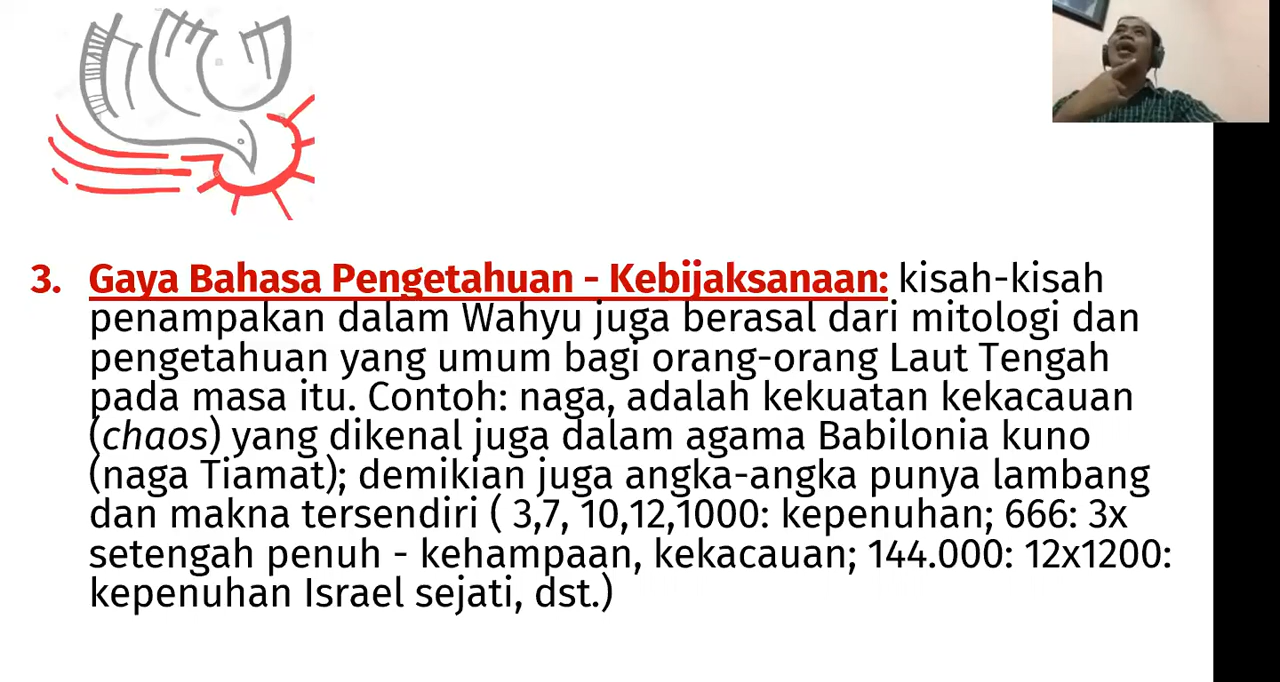 3. Gaya Bahasa Pengetahuan - Kebijaksanaan: kisah-kisah
penampakan dalam Wahyu juga berasal dari mitologi dan
pengetahuan yang umum bagi orang-orang Laut Tengah
pada masa itu. Contoh: naga, adalah kekuatan kekacauan
(chaos) yang dikenal juga dalam agama Babilonia kuno
(naga Tiamat); demikian juga angka-angka punya lambang
dan makna tersendiri ( 3,7, 10,12,1000: kepenuhan; 666: 3x
setengah penuh - kehampaan, kekacauan; 144.000: 12x1200:
kepenuhan Israel sejati, dst.)